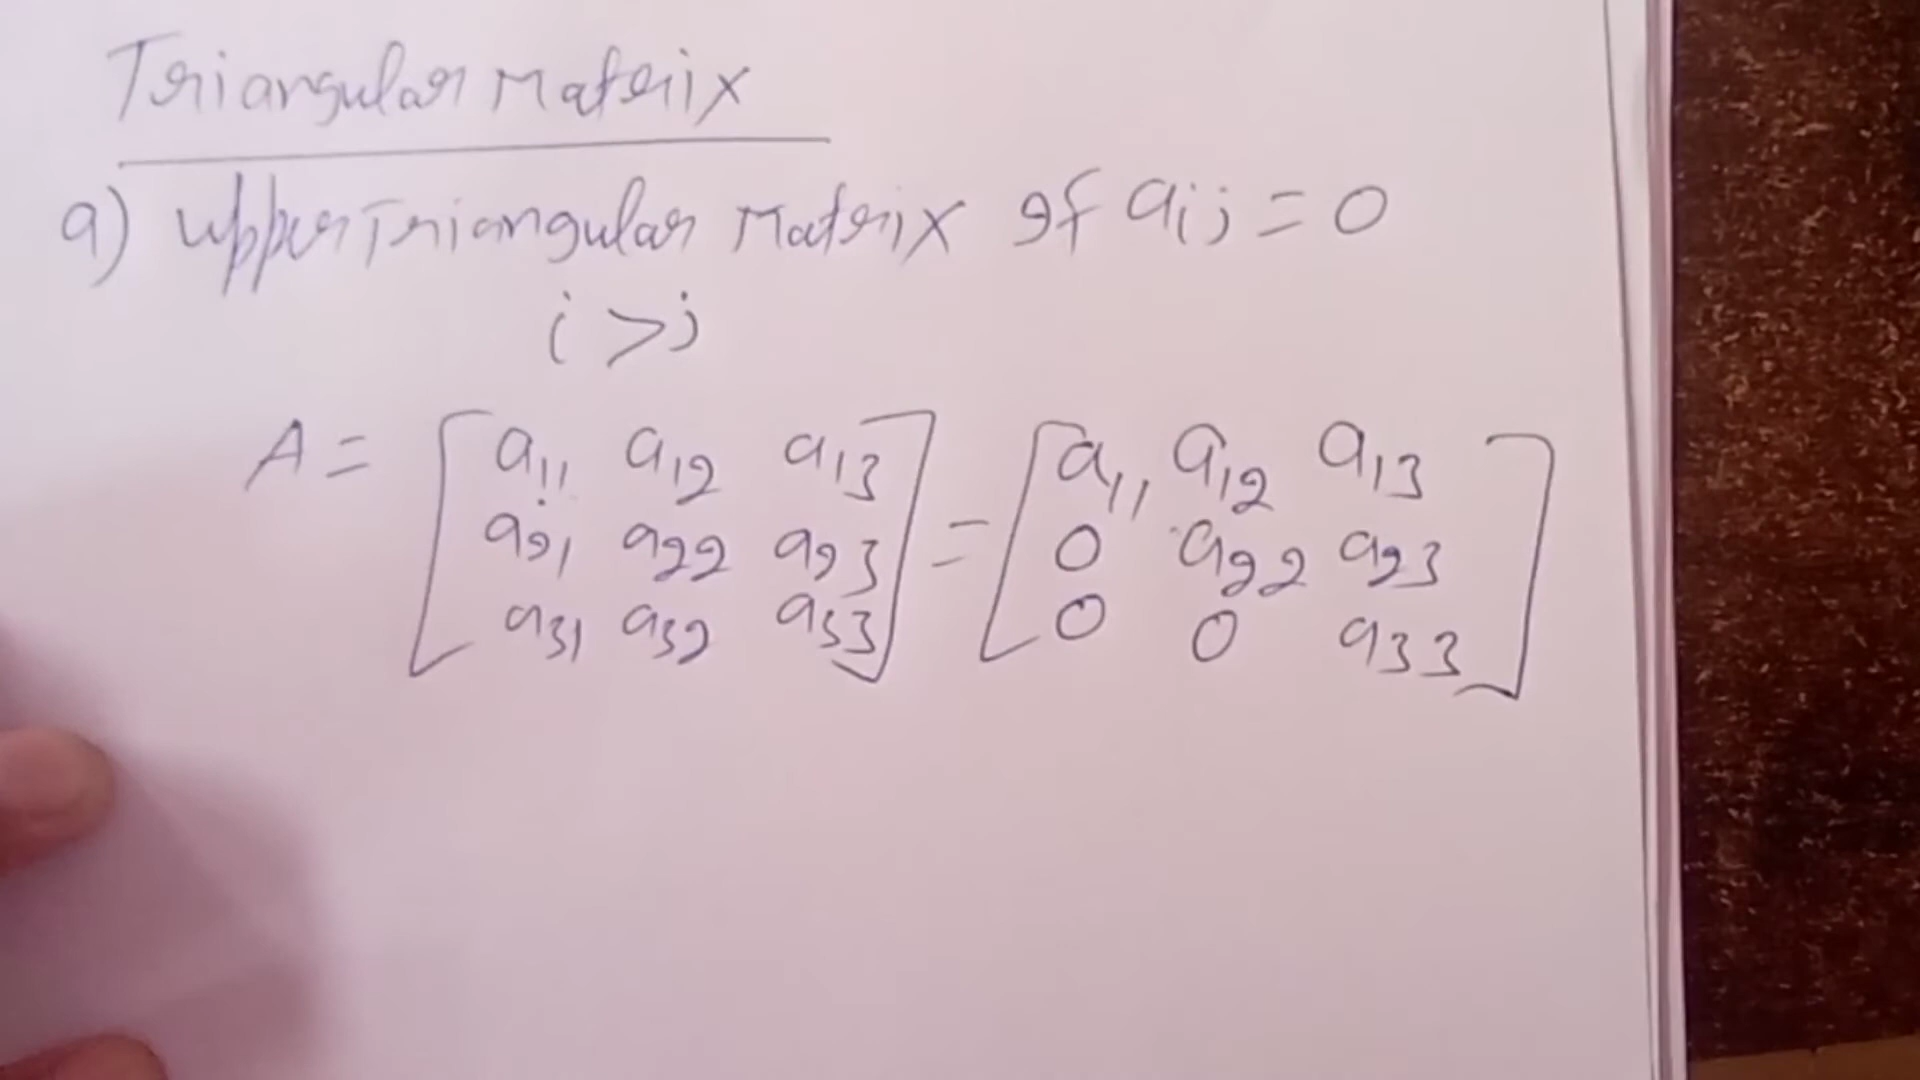 Triangular Matrix
a) upper Triangular Matrix If aij = 0
i > j
A = [a11 a12 a13] = [a11 a12 a13]
[a21 a22 a23] [0 a22 a23]
[a31 a32 a33] [0 0 a33]